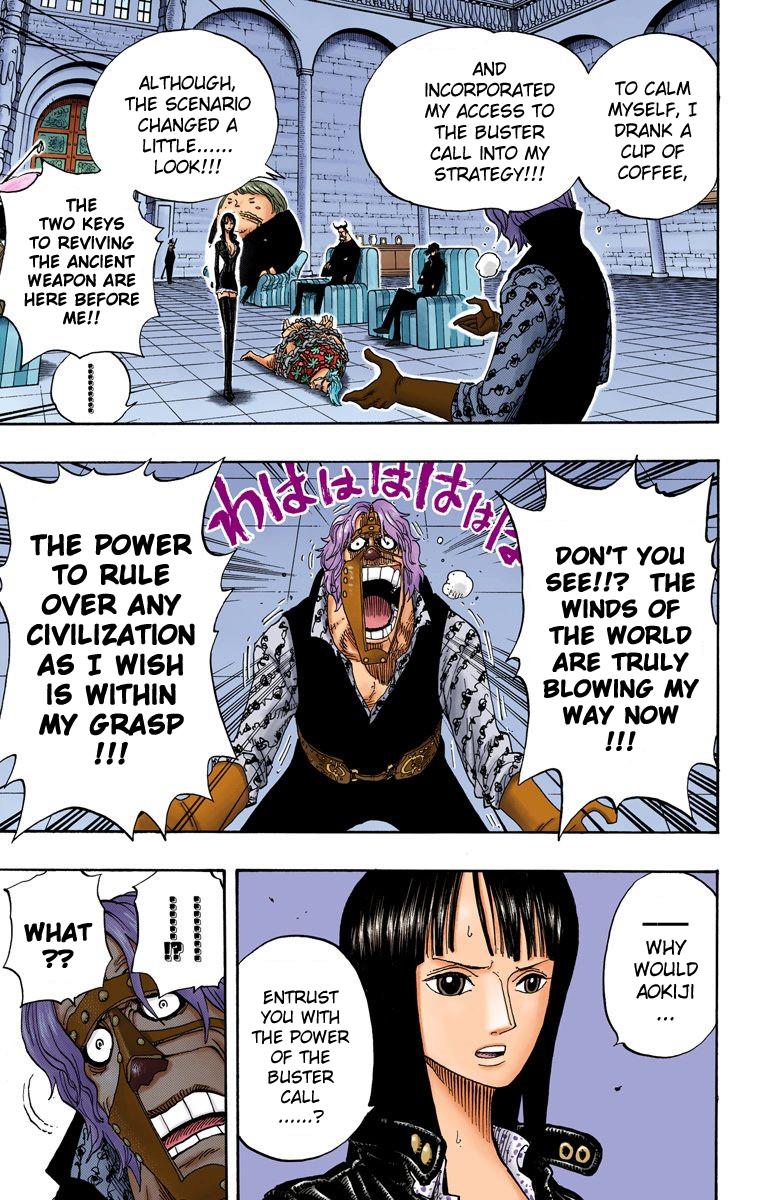 TO CALM
MYSELF, I
DRANK A
CUP OF
COFFEE,
AND
INCORPORATED
MY ACCESS TO
THE BUSTER
CALL INTO MY
STRATEGY!!!
ALTHOUGH,
THE SCENARIO
CHANGED A
LITTLE......
LOOK!!!
THE
TWO KEYS
TO REVIVING
THE ANCIENT
WEAPON ARE
HERE BEFORE
ME!!
.........
DON'T YOU
SEE!!? THE
WINDS OF
THE WORLD
ARE TRULY
BLOWING MY
WAY NOW
!!!
わはははははは
THE POWER
TO RULE
OVER ANY
CIVILIZATION
AS I WISH
IS WITHIN
MY GRASP
!!!
—
WHY
WOULD
AOKIJI
...
ENTRUST
YOU WITH
THE POWER
OF THE
BUSTER
CALL
......?
.........
.........!?
WHAT
??